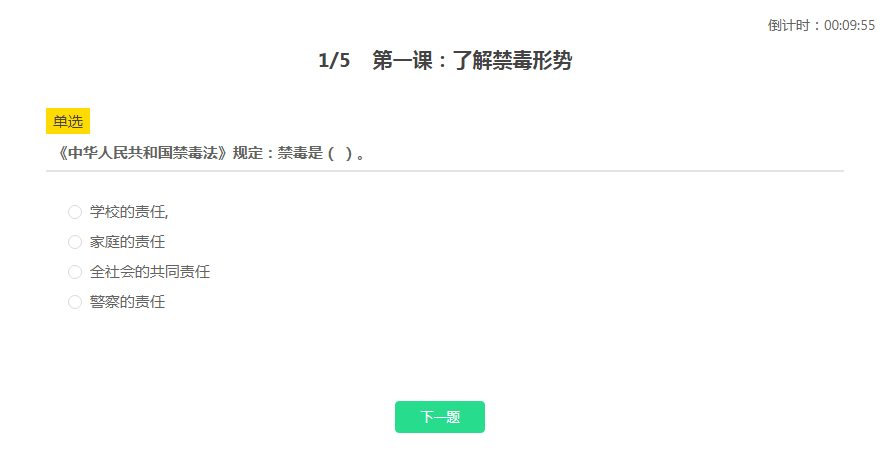 倒计时：00:09:55
1/5 第一课：了解禁毒形势
单选
《中华人民共和国禁毒法》规定：禁毒是（ ）。
学校的责任,
家庭的责任
全社会的共同责任
警察的责任
下一题